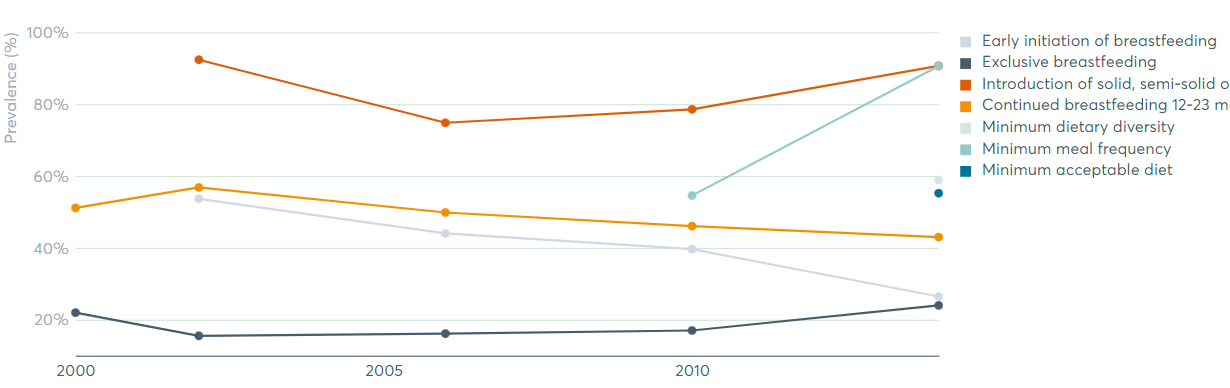 Prevalence (%)
100%
80%
60%
40%
20%
2000 2005 2010
Early initiation of breastfeeding
Exclusive breastfeeding
Introduction of solid, semi-solid o
Continued breastfeeding 12-23 m
Minimum dietary diversity
Minimum meal frequency
Minimum acceptable diet